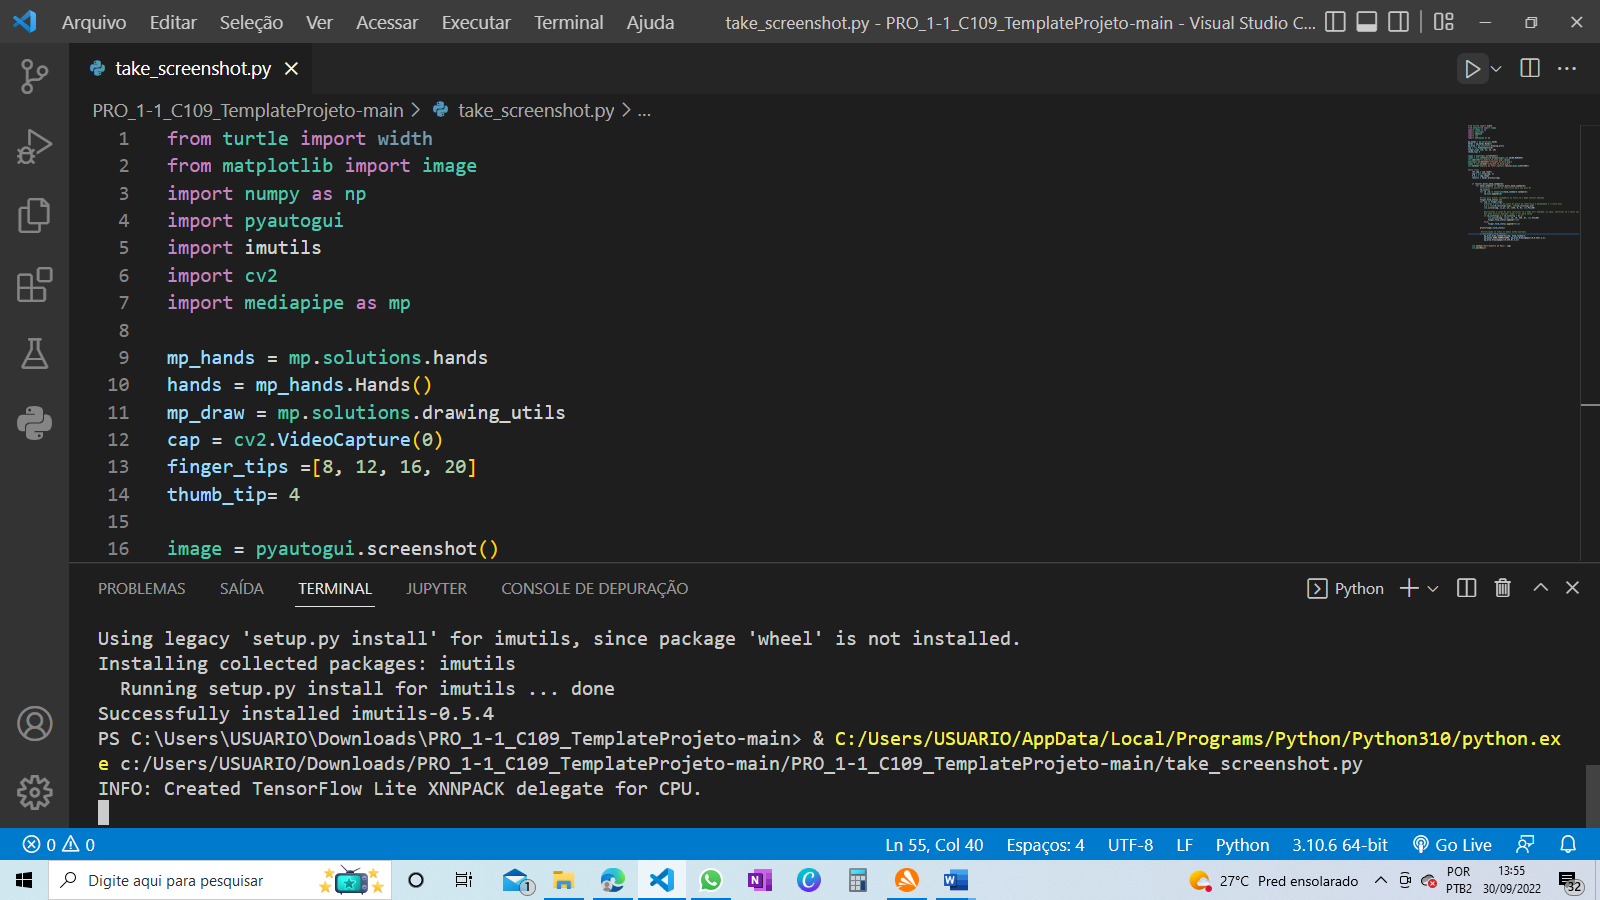 Arquivo Editar Seleção Ver Acessar Executar Terminal Ajuda take_screenshot.py - PRO_1-1_C109_TemplateProjeto-main - Visual Studio C...
take_screenshot.py
PRO_1-1_C109_TemplateProjeto-main > take_screenshot.py > ...
1 from turtle import width
2 from matplotlib import image
3 import numpy as np
4 import pyautogui
5 import imutils
6 import cv2
7 import mediapipe as mp
8
9 mp_hands = mp.solutions.hands
10 hands = mp_hands.Hands()
11 mp_draw = mp.solutions.drawing_utils
12 cap = cv2.VideoCapture(0)
13 finger_tips =[8, 12, 16, 20]
14 thumb_tip= 4
15
16 image = pyautogui.screenshot()
PROBLEMAS SAÍDA TERMINAL JUPYTER CONSOLE DE DEPURAÇÃO Python
Using legacy 'setup.py install' for imutils, since package 'wheel' is not installed.
Installing collected packages: imutils
Running setup.py install for imutils ... done
Successfully installed imutils-0.5.4
PS C:\Users\USUARIO\Downloads\PRO_1-1_C109_TemplateProjeto-main> & C:/Users/USUARIO/AppData/Local/Programs/Python/Python310/python.ex
e c:/Users/USUARIO/Downloads/PRO_1-1_C109_TemplateProjeto-main/PRO_1-1_C109_TemplateProjeto-main/take_screenshot.py
INFO: Created TensorFlow Lite XNNPACK delegate for CPU.
0 0 Ln 55, Col 40 Espaços: 4 UTF-8 LF Python 3.10.6 64-bit Go Live
Digite aqui para pesquisar 1 N W 27°C Pred ensolarado POR 13:55
PTB2 30/09/2022 32